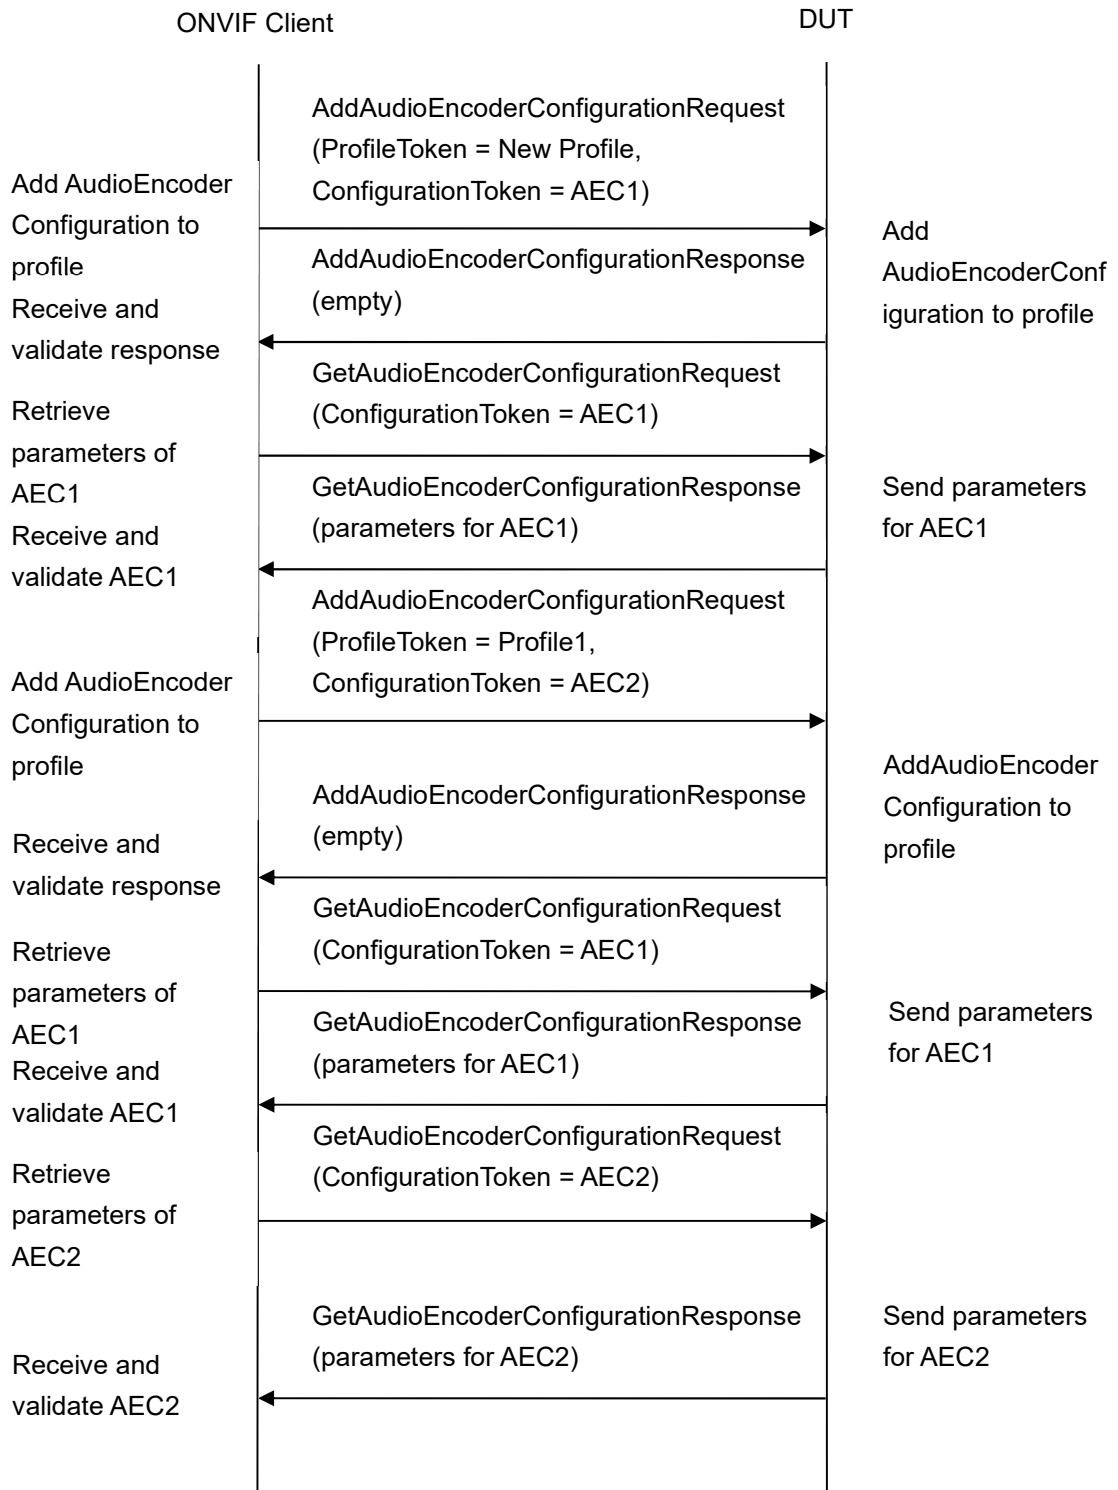 ONVIF Client
DUT
AddAudioEncoderConfigurationRequest
(ProfileToken = New Profile,
ConfigurationToken = AEC1)
Add AudioEncoder
Configuration to
profile
Add
AudioEncoderConf
iguration to profile
AddAudioEncoderConfigurationResponse
(empty)
Receive and
validate response
GetAudioEncoderConfigurationRequest
(ConfigurationToken = AEC1)
Retrieve
parameters of
AEC1
GetAudioEncoderConfigurationResponse
(parameters for AEC1)
Send parameters
for AEC1
Receive and
validate AEC1
AddAudioEncoderConfigurationRequest
(ProfileToken = Profile1,
ConfigurationToken = AEC2)
Add AudioEncoder
Configuration to
profile
AddAudioEncoder
Configuration to
profile
AddAudioEncoderConfigurationResponse
(empty)
Receive and
validate response
GetAudioEncoderConfigurationRequest
(ConfigurationToken = AEC1)
Retrieve
parameters of
AEC1
GetAudioEncoderConfigurationResponse
(parameters for AEC1)
Send parameters
for AEC1
Receive and
validate AEC1
GetAudioEncoderConfigurationRequest
(ConfigurationToken = AEC2)
Retrieve
parameters of
AEC2
GetAudioEncoderConfigurationResponse
(parameters for AEC2)
Send parameters
for AEC2
Receive and
validate AEC2